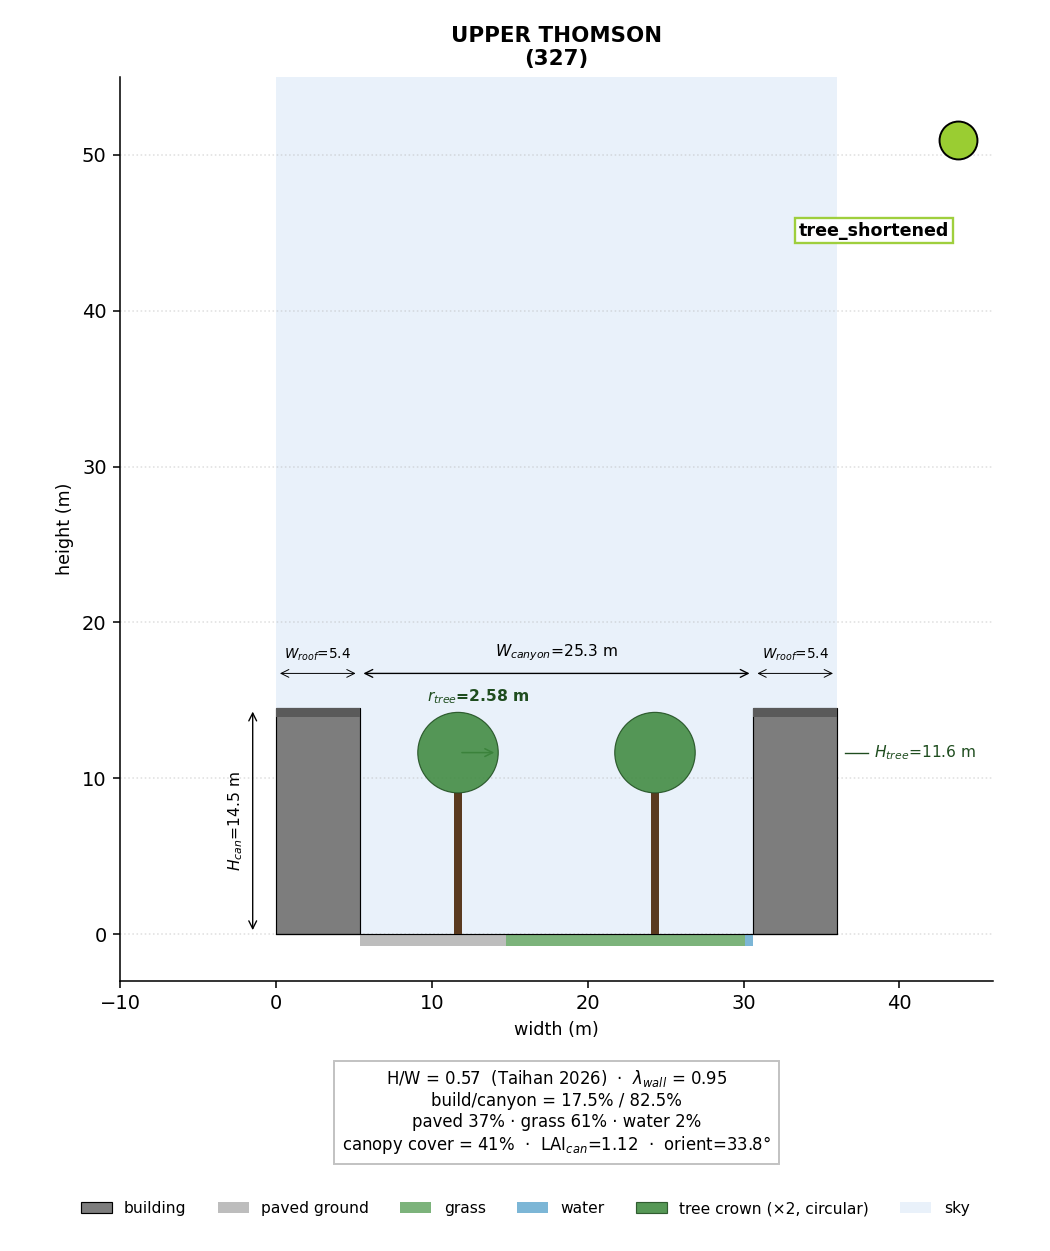 UPPER THOMSON
(327)
50
40
30
20
10
0
height (m)
tree_shortened
W_roof=5.4
W_canyon=25.3 m
W_roof=5.4
r_tree=2.58 m
H_tree=11.6 m
H_can=14.5 m
−10
0
10
20
30
40
width (m)
H/W = 0.57 (Taihan 2026) · λ_wall = 0.95
build/canyon = 17.5% / 82.5%
paved 37% · grass 61% · water 2%
canopy cover = 41% · LAI_can=1.12 · orient=33.8°
building
paved ground
grass
water
tree crown (×2, circular)
sky